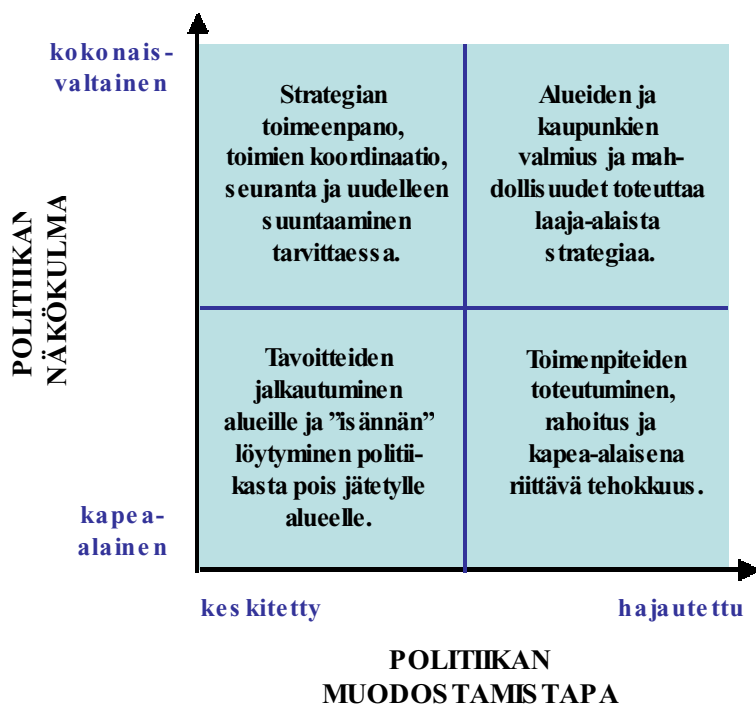 kokonais-
valtainen
Strategian
toimeenpano,
toimien koordinaatio,
seuranta ja uudelleen
suuntaaminen
tarvittaessa.
Alueiden ja
kaupunkien
valmius ja mah-
dollisuudet toteuttaa
laaja-alaista
strategiaa.
POLITIIKAN
NÄKÖKULMA
Tavoitteiden
jalkautuminen
alueille ja ”isännän”
löytyminen politii-
kasta pois jätetylle
alueelle.
Toimenpiteiden
toteutuminen,
rahoitus ja
kapea-alaisena
riittävä tehokkuus.
kapea-
alainen
keskitetty
hajautettu
POLITIIKAN
MUODOSTAMISTAPA